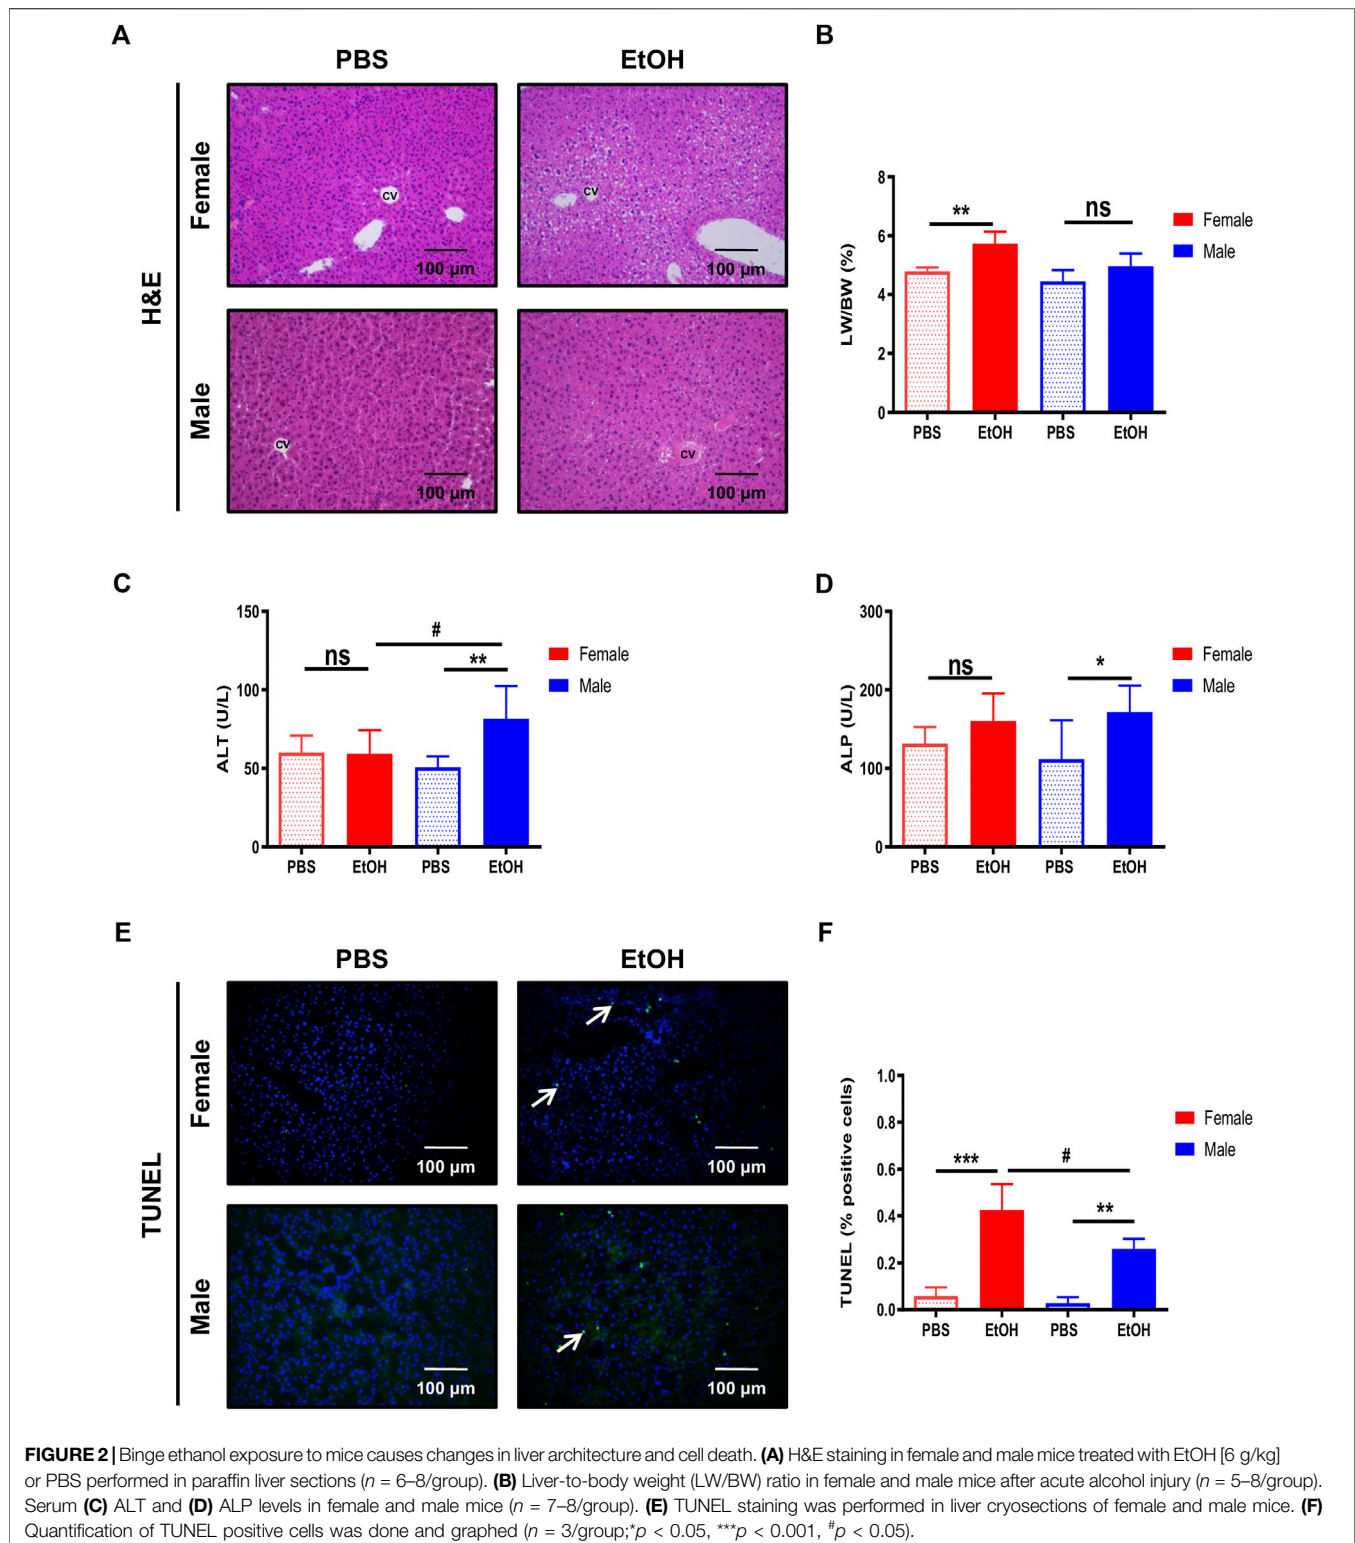 A
PBS
EtOH
Female
CV
100 µm
CV
100 µm
H&E
Male
CV
100 µm
CV
100 µm
B
LW/BW (%)
8
6
4
2
0
**
ns
PBS
EtOH
PBS
EtOH
Female
Male
C
ALT (U/L)
150
100
50
0
ns
#
**
PBS
EtOH
PBS
EtOH
Female
Male
D
ALP (U/L)
300
200
100
0
ns
*
PBS
EtOH
PBS
EtOH
Female
Male
E
PBS
EtOH
Female
100 µm
100 µm
TUNEL
Male
100 µm
100 µm
F
TUNEL (% positive cells)
1.0
0.8
0.6
0.4
0.2
0.0
***
#
**
PBS
EtOH
PBS
EtOH
Female
Male
FIGURE 2 | Binge ethanol exposure to mice causes changes in liver architecture and cell death. (A) H&E staining in female and male mice treated with EtOH [6 g/kg]
or PBS performed in paraffin liver sections (n = 6–8/group). (B) Liver-to-body weight (LW/BW) ratio in female and male mice after acute alcohol injury (n = 5–8/group).
Serum (C) ALT and (D) ALP levels in female and male mice (n = 7–8/group). (E) TUNEL staining was performed in liver cryosections of female and male mice. (F)
Quantification of TUNEL positive cells was done and graphed (n = 3/group;*p < 0.05, ***p < 0.001, #p < 0.05).